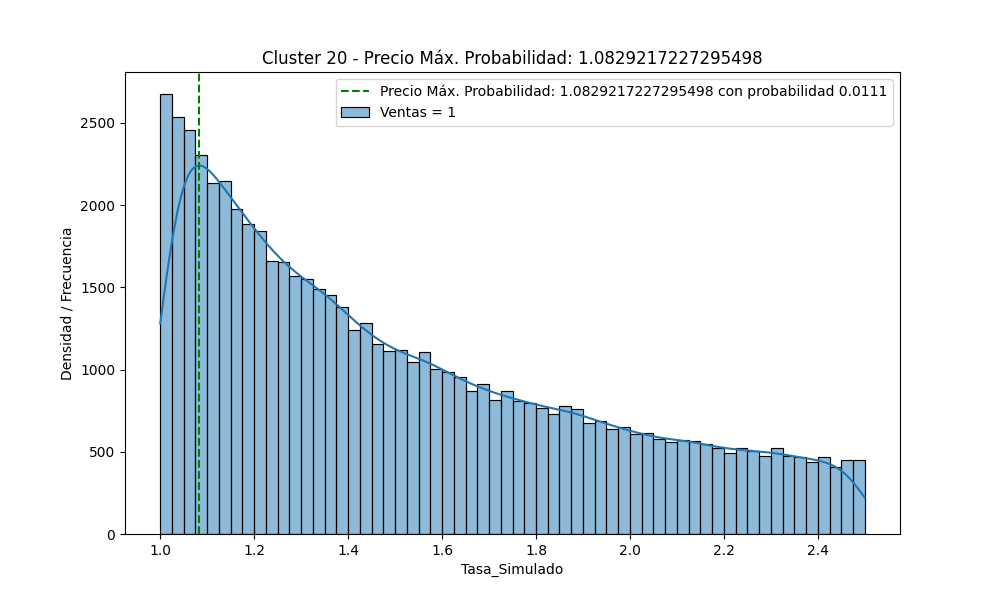 Cluster 20 - Precio Máx. Probabilidad: 1.0829217227295498
Precio Máx. Probabilidad: 1.0829217227295498 con probabilidad 0.0111
Ventas = 1
Densidad / Frecuencia
2500
2000
1500
1000
500
0
1.0 1.2 1.4 1.6 1.8 2.0 2.2 2.4
Tasa_Simulado